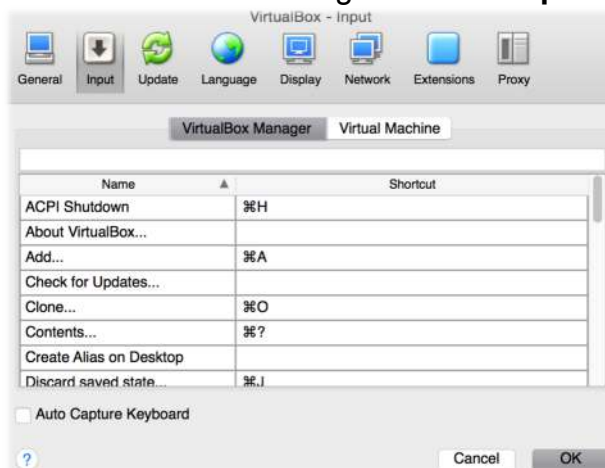 VirtualBox - Input
General Input Update Language Display Network Extensions Proxy
VirtualBox Manager Virtual Machine
Name Shortcut
ACPI Shutdown ⌘H
About VirtualBox...
Add... ⌘A
Check for Updates...
Clone... ⌘O
Contents... ⌘?
Create Alias on Desktop
Discard saved state... ⌘J
Auto Capture Keyboard
? Cancel OK